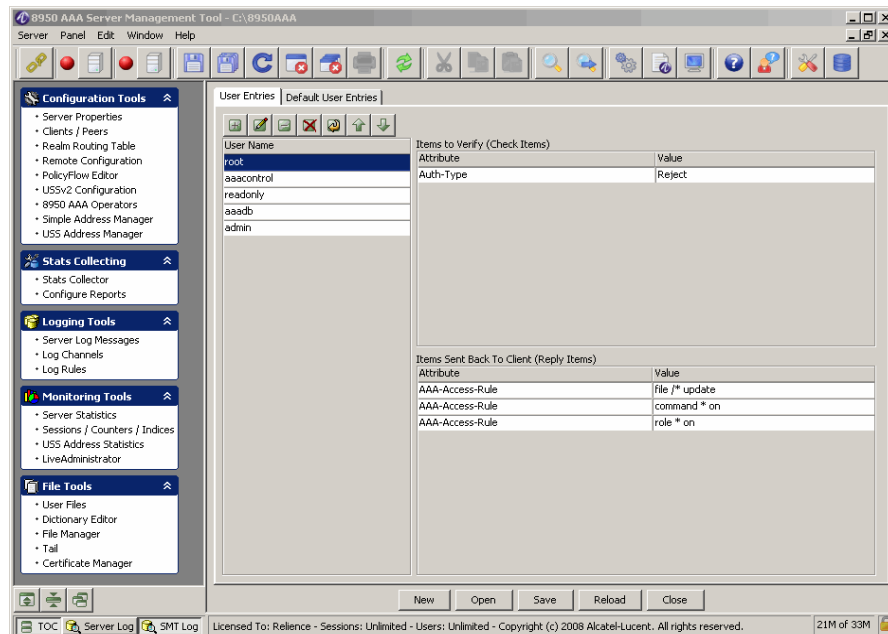 8950 AAA Server Management Tool - C:\8950AAA
Server Panel Edit Window Help
Configuration Tools
Server Properties
Clients / Peers
Realm Routing Table
Remote Configuration
PolicyFlow Editor
USSv2 Configuration
8950 AAA Operators
Simple Address Manager
USS Address Manager
Stats Collecting
Stats Collector
Configure Reports
Logging Tools
Server Log Messages
Log Channels
Log Rules
Monitoring Tools
Server Statistics
Sessions / Counters / Indices
USS Address Statistics
LiveAdministrator
File Tools
User Files
Dictionary Editor
File Manager
Tail
Certificate Manager
User Entries Default User Entries
User Name
root
aaacontrol
readonly
aaadb
admin
Items to Verify (Check Items)
Attribute Value
Auth-Type Reject
Items Sent Back To Client (Reply Items)
Attribute Value
AAA-Access-Rule file /* update
AAA-Access-Rule command * on
AAA-Access-Rule role * on
New Open Save Reload Close
TOC Server Log SMT Log Licensed To: Relience - Sessions: Unlimited - Users: Unlimited - Copyright (c) 2008 Alcatel-Lucent. All rights reserved. 21M of 33M